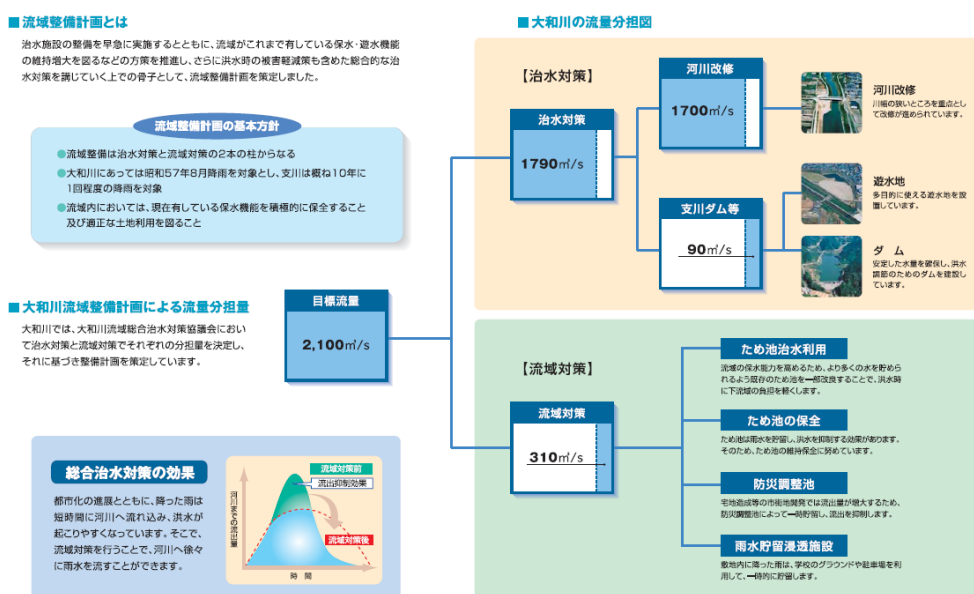 ■流域整備計画とは
治水施設の整備を早急に実施するとともに、流域がこれまで有している保水・遊水機能
の維持増大を図るなどの方策を推進し、さらに洪水時の被害軽減策も含めた総合的な治
水対策を講じていく上での骨子として、流域整備計画を策定しました。
流域整備計画の基本方針
●流域整備は治水対策と流域対策の2本の柱からなる
●大和川にあっては昭和57年8月降雨を対象とし、支川は概ね10年に
1回程度の降雨を対象
●流域内においては、現在有している保水機能を積極的に保全すること
及び適正な土地利用を図ること
■大和川流域整備計画による流量分担量
大和川では、大和川流域総合治水対策協議会におい
て治水対策と流域対策でそれぞれの分担量を決定し、
それに基づき整備計画を策定しています。
目標流量
2,100㎥/s
総合治水対策の効果
都市化の進展とともに、降った雨は
短時間に河川へ流れ込み、洪水が
起こりやすくなっています。そこで、
流域対策を行うことで、河川へ徐々
に雨水を流すことができます。
河川までの流出量
流域対策前
流出抑制効果
流域対策後
時間
■大和川の流量分担図
【治水対策】
治水対策
1790㎥/s
河川改修
1700㎥/s
支川ダム等
90㎥/s
河川改修
川幅の狭いところを重点とし
て改修が進められています。
遊水地
多目的に使える遊水地を設
置しています。
ダム
安定した水量を確保し、洪水
調節のためのダムを建設し
ています。
【流域対策】
流域対策
310㎥/s
ため池治水利用
流域の保水能力を高めるため、より多くの水を貯めら
れるよう既存のため池を一部改良することで、洪水時
に下流域の負担を軽くします。
ため池の保全
ため池は雨水を貯留し、洪水を抑制する効果があります。
そのため、ため池の維持保全に努めています。
防災調整池
宅地造成等の市街地開発では流出量が増大するため、
防災調整池によって一時貯留し、流出を抑制します。
雨水貯留浸透施設
敷地内に降った雨は、学校のグラウンドや駐車場を利
用して、一時的に貯留します。